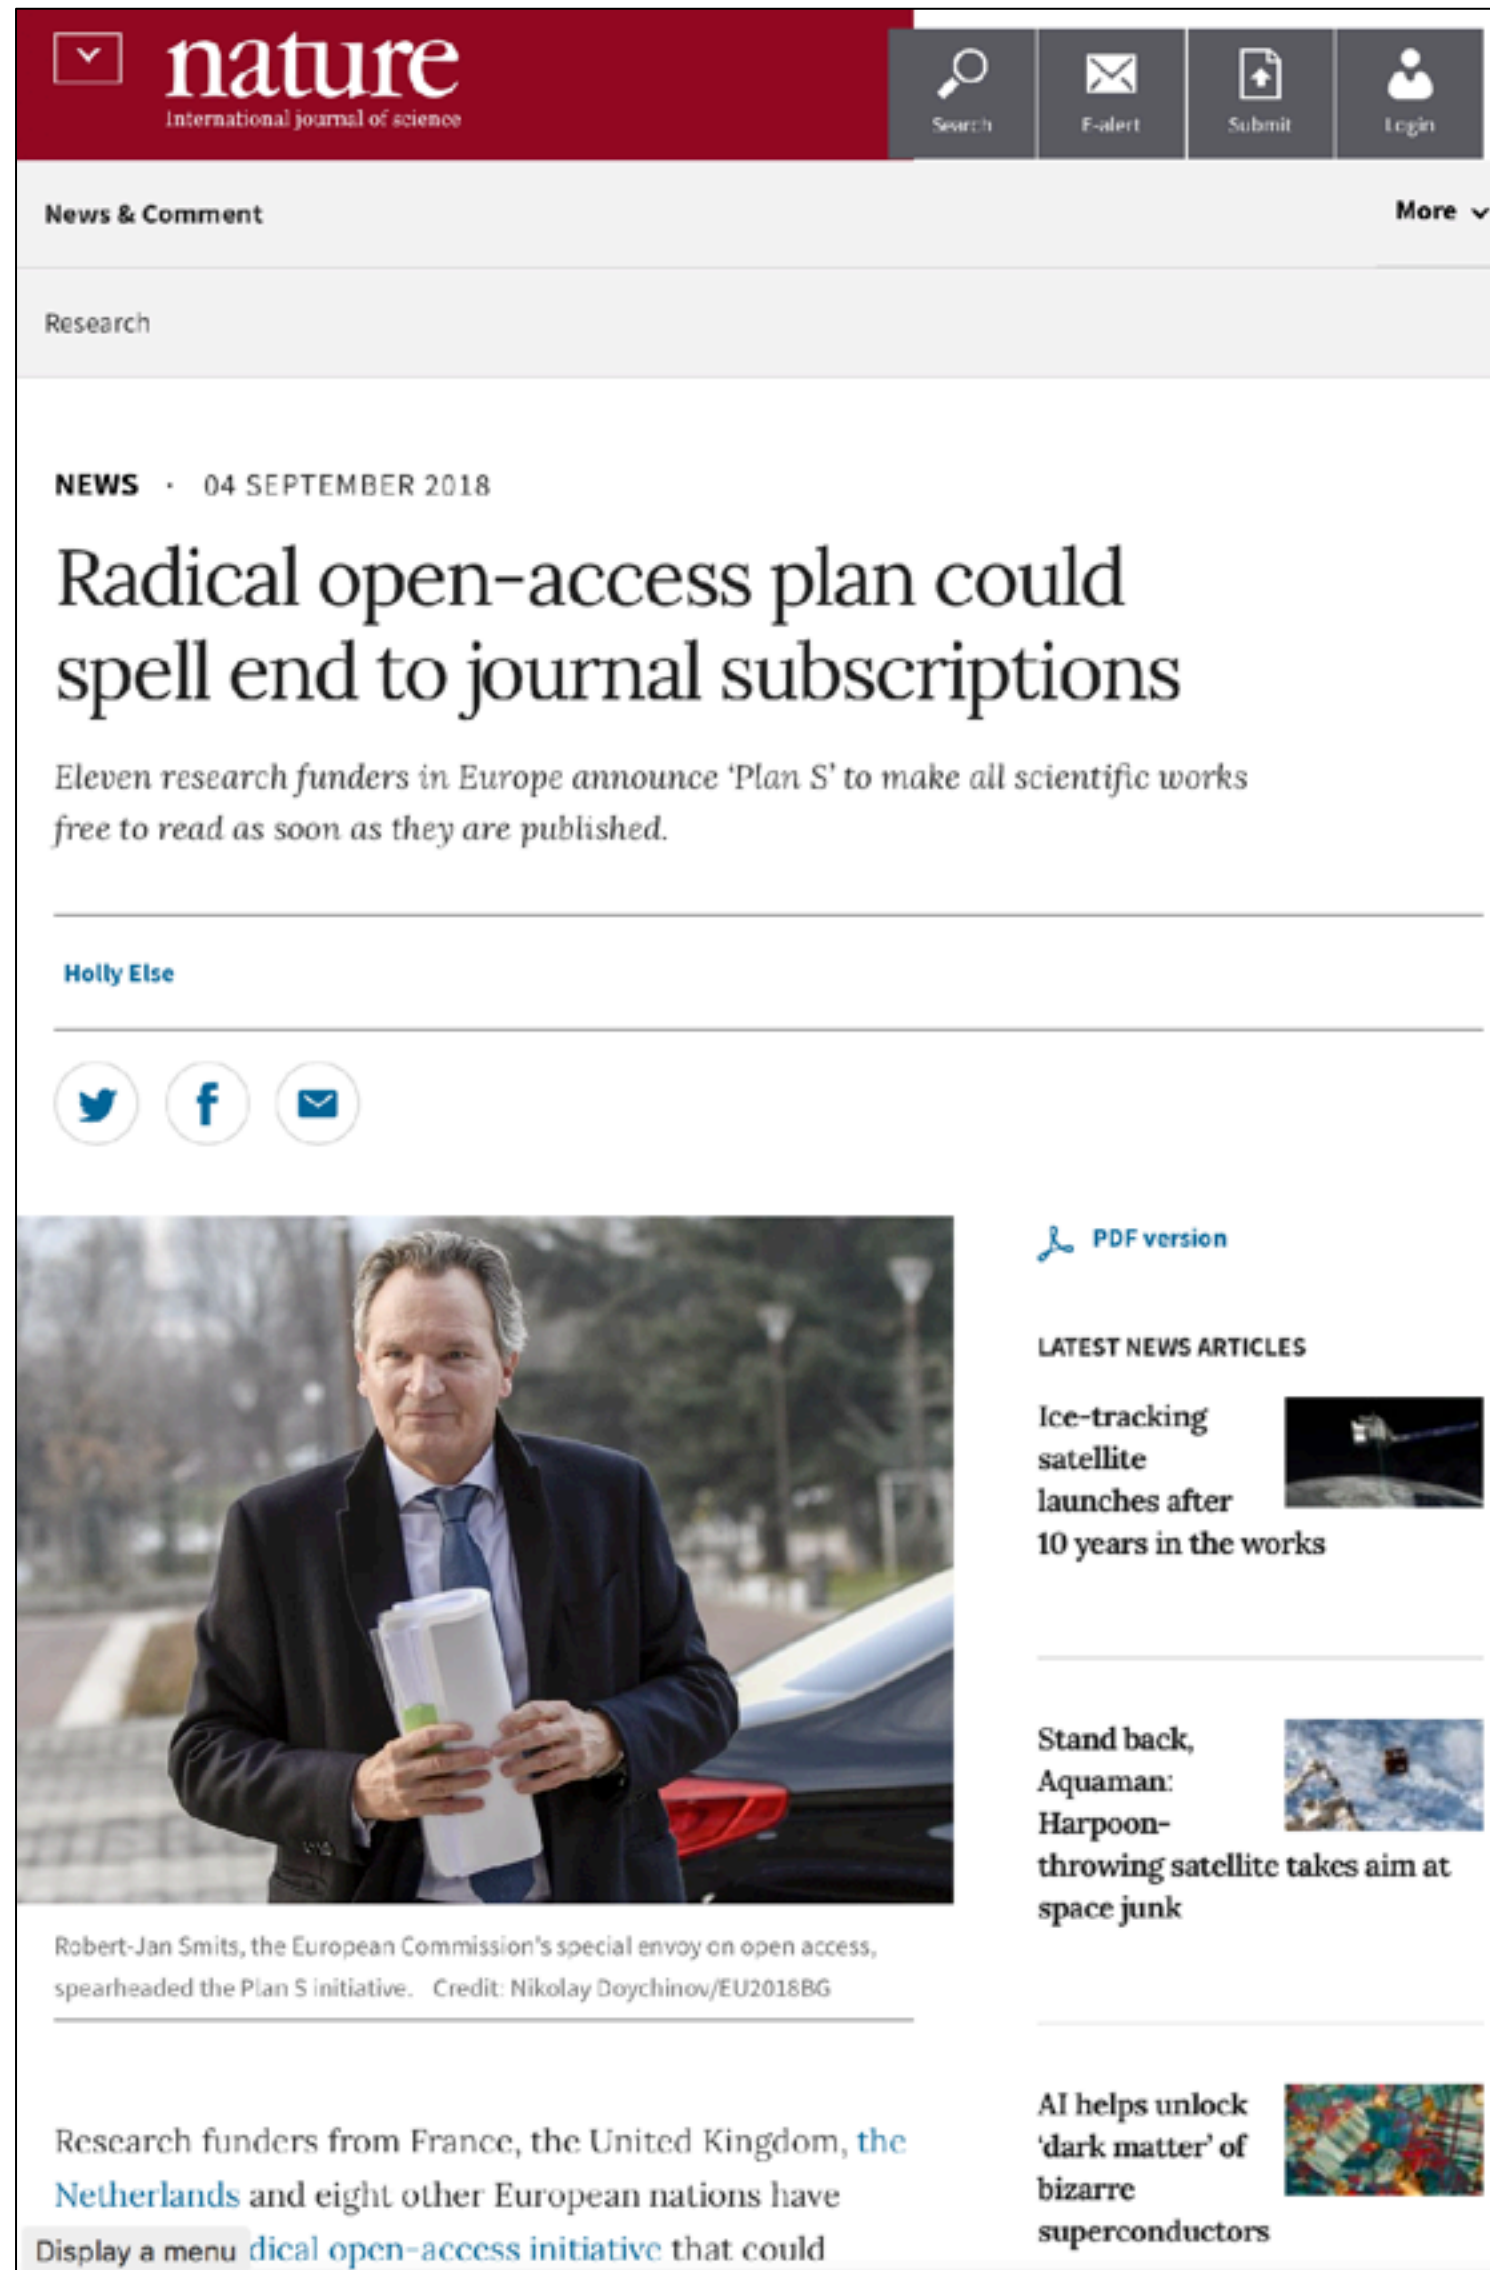 nature
International journal of science
Search
E-alert
Submit
Login
News & Comment
More
Research
NEWS · 04 SEPTEMBER 2018
Radical open-access plan could
spell end to journal subscriptions
Eleven research funders in Europe announce ‘Plan S’ to make all scientific works
free to read as soon as they are published.
Holly Else
Robert-Jan Smits, the European Commission's special envoy on open access,
spearheaded the Plan S initiative. Credit: Nikolay Doychinov/EU2018BG
Research funders from France, the United Kingdom, the
Netherlands and eight other European nations have
dical open-access initiative that could
Display a menu
PDF version
LATEST NEWS ARTICLES
Ice-tracking
satellite
launches after
10 years in the works
Stand back,
Aquaman:
Harpoon-
throwing satellite takes aim at
space junk
AI helps unlock
‘dark matter’ of
bizarre
superconductors